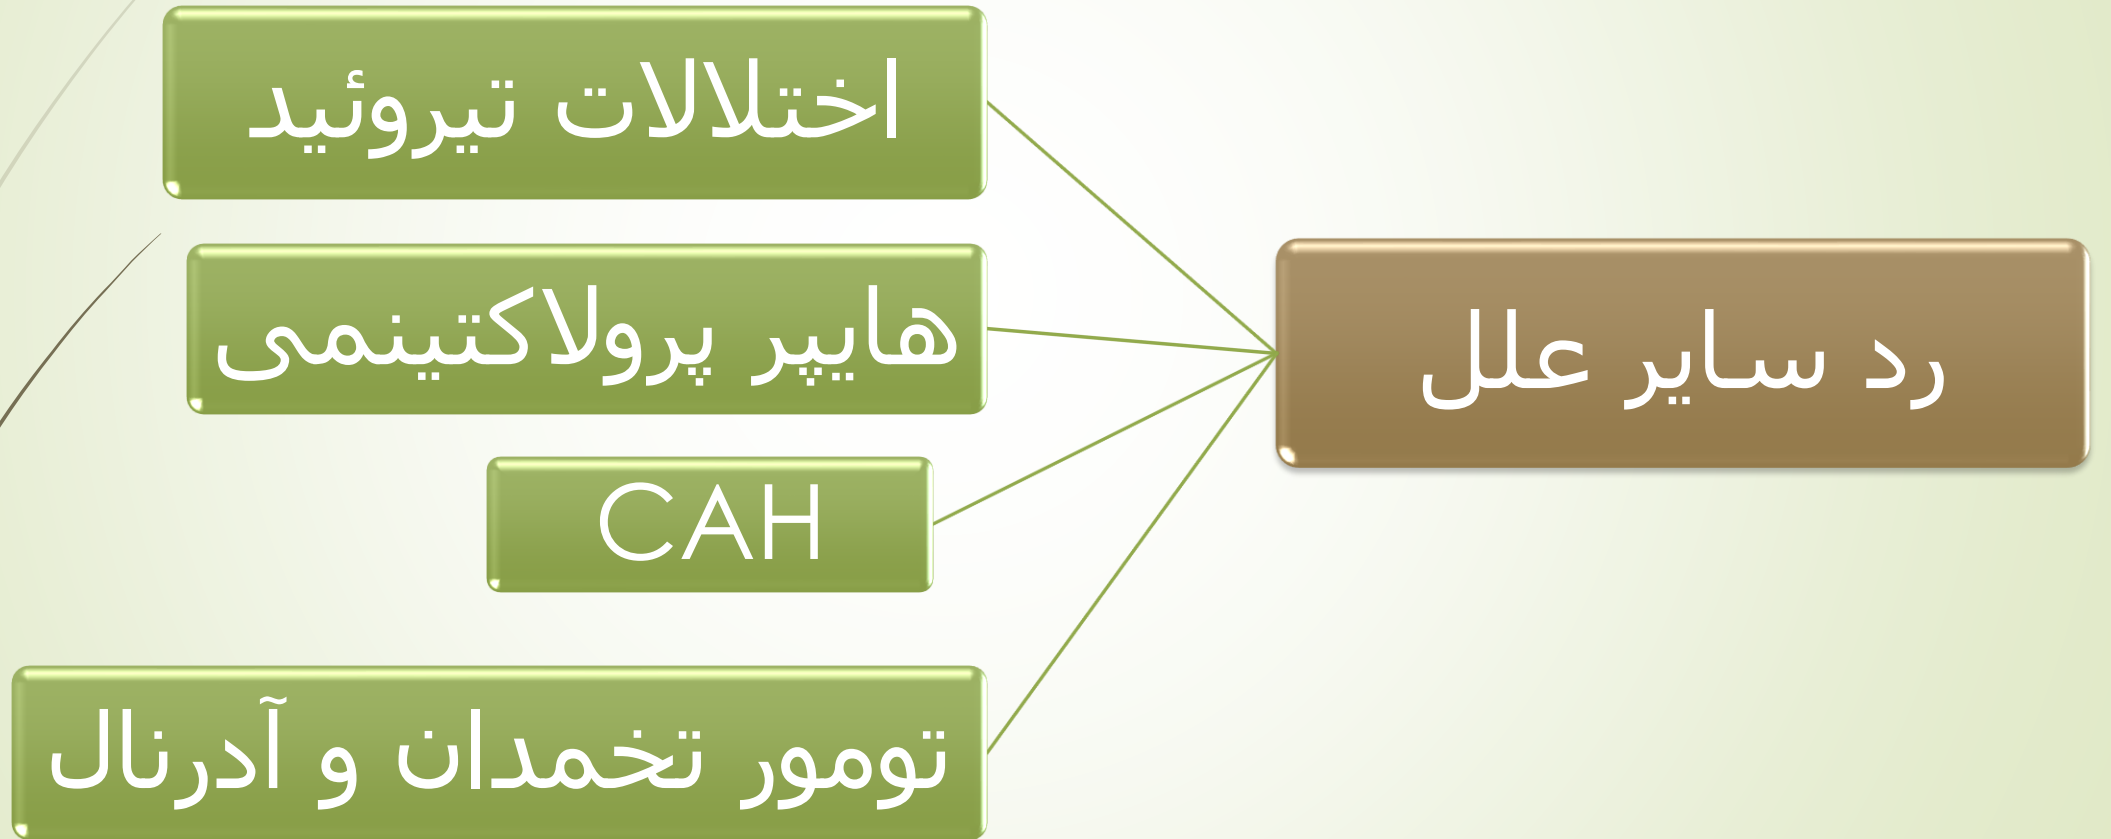 رد سایر علل
اختلالات تیروئید
هایپر پرولاکتینمی
CAH
تومور تخمدان و آدرنال